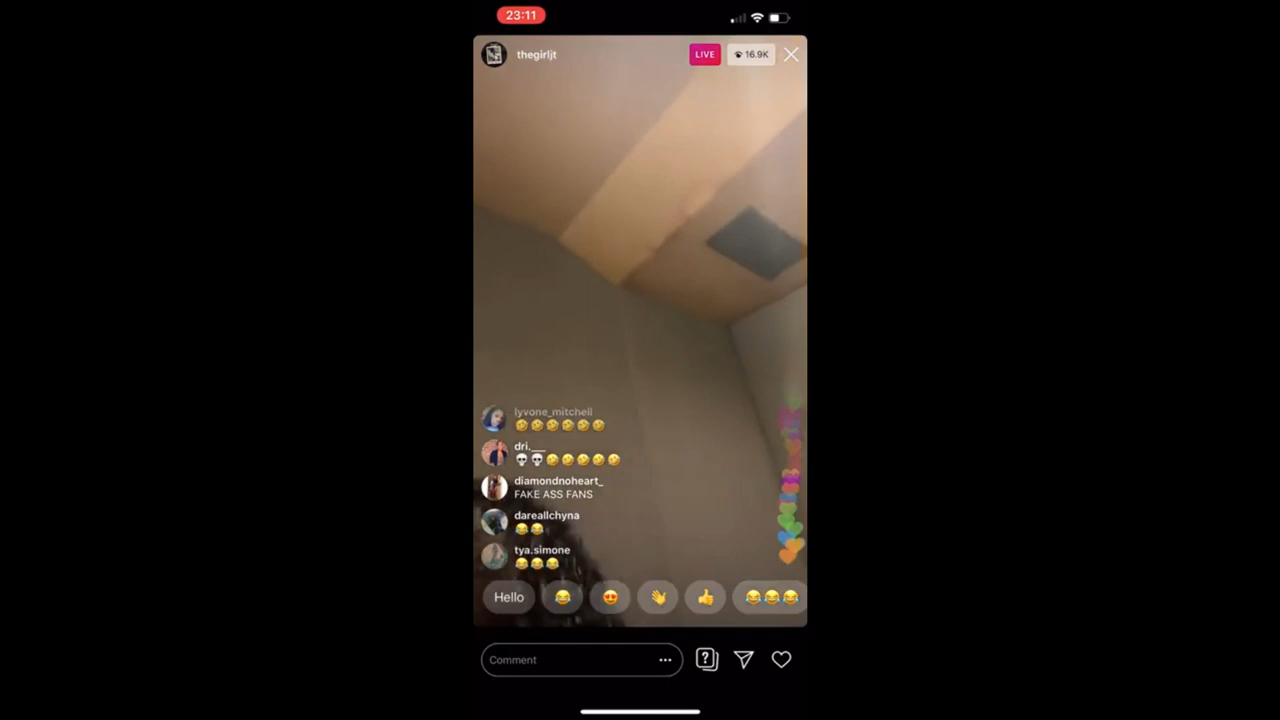 23:11
thegirljt
LIVE
16.9K
lyvone_mitchell
🤣🤣🤣🤣🤣🤣
dri.___
💀💀🤣🤣🤣🤣🤣
diamondnoheart_
FAKE ASS FANS
dareallchyna
😂😂
tya.simone
😂😂😂
Hello 😂 😍 👋 👍 😂😂😂
Comment